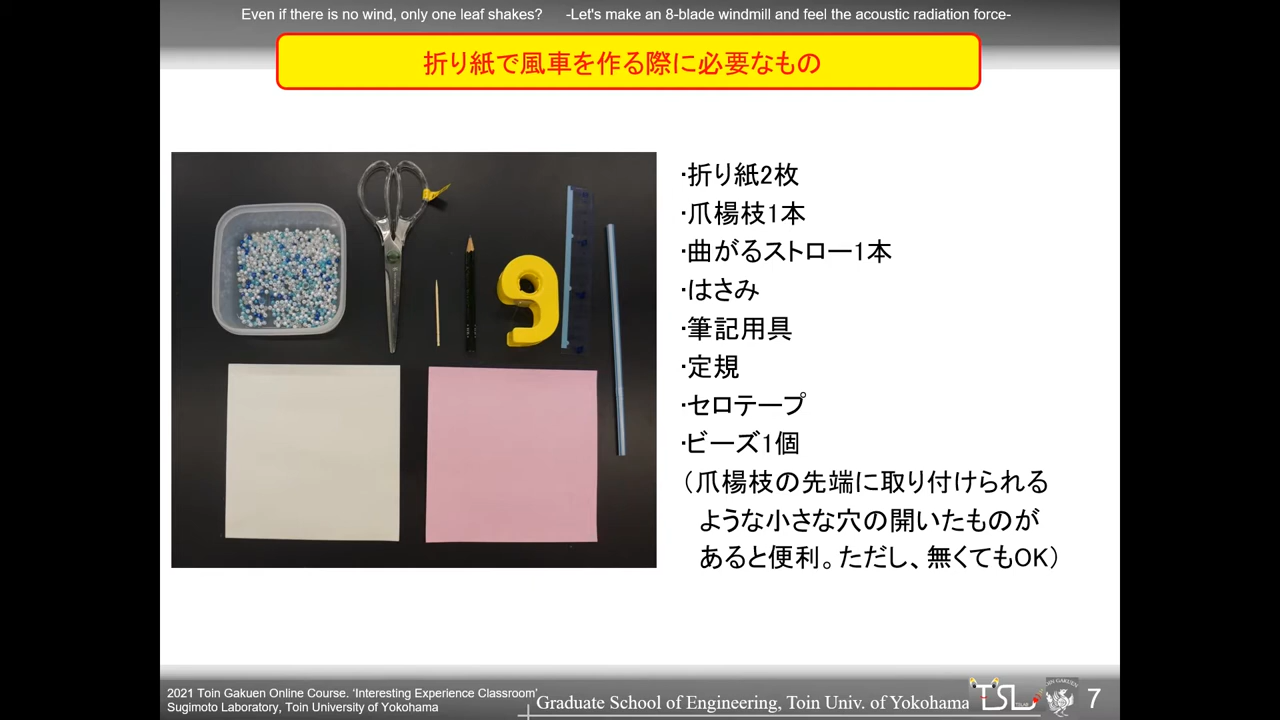 Even if there is no wind, only one leaf shakes? -Let's make an 8-blade windmill and feel the acoustic radiation force-
折り紙で風車を作る際に必要なもの
・折り紙2枚
・爪楊枝1本
・曲がるストロー1本
・はさみ
・筆記用具
・定規
・セロテープ
・ビーズ1個
（爪楊枝の先端に取り付けられる
ような小さな穴の開いたものが
あると便利。ただし、無くてもOK）
2021 Toin Gakuen Online Course. ‘Interesting Experience Classroom’
Sugimoto Laboratory, Toin University of Yokohama
Graduate School of Engineering, Toin Univ. of Yokohama
TSL
TOIN GAKUEN
7